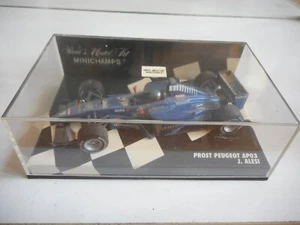 Paul's Model Art
MINICHAMPS
PROST PEUGEOT AP03
J. ALESI